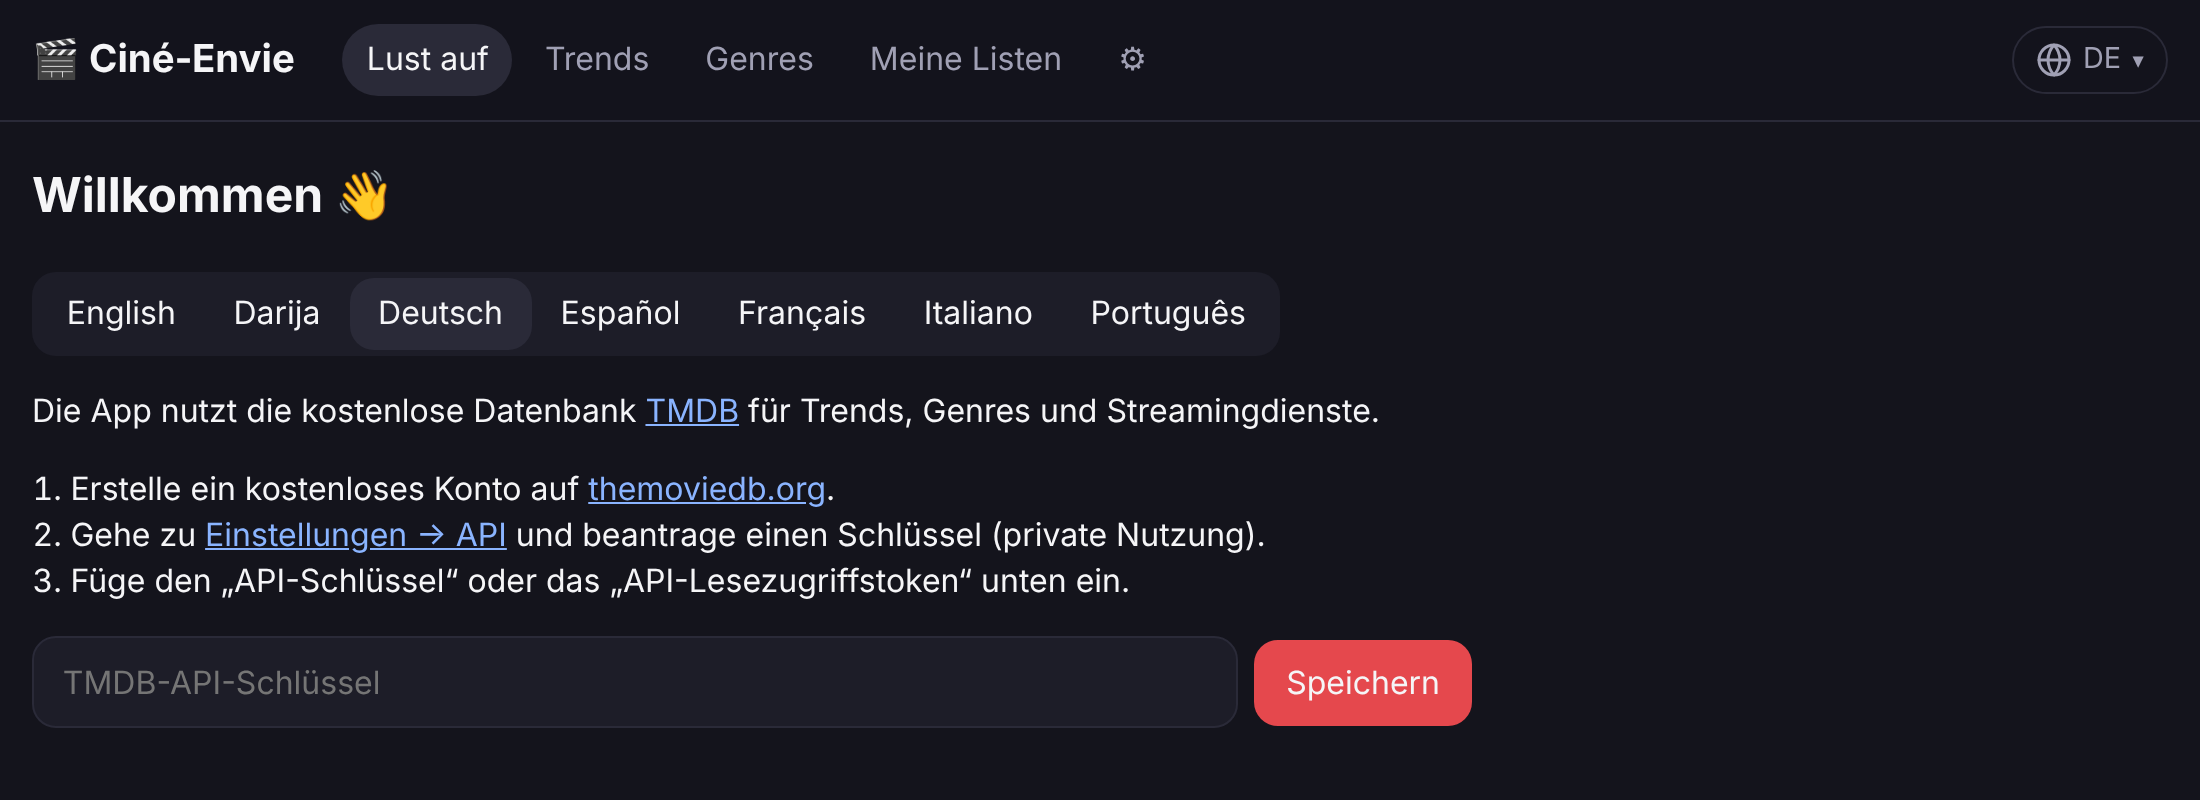 🎬 Ciné-Envie Lust auf Trends Genres Meine Listen ⚙ DE ▾
Willkommen 👋
English Darija Deutsch Español Français Italiano Português
Die App nutzt die kostenlose Datenbank TMDB für Trends, Genres und Streamingdienste.
1. Erstelle ein kostenloses Konto auf themoviedb.org.
2. Gehe zu Einstellungen → API und beantrage einen Schlüssel (private Nutzung).
3. Füge den „API-Schlüssel“ oder das „API-Lesezugriffstoken“ unten ein.
TMDB-API-Schlüssel Speichern